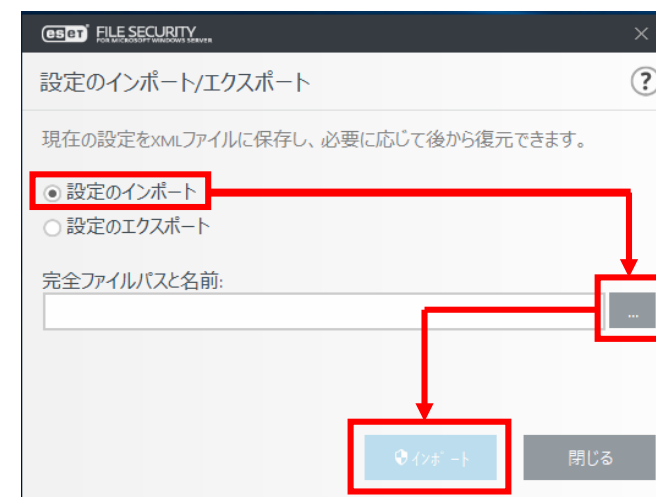 eset FILE SECURITY
FOR MICROSOFT WINDOWS SERVER
設定のインポート/エクスポート
?
現在の設定をXMLファイルに保存し、必要に応じて後から復元できます。
設定のインポート
設定のエクスポート
完全ファイルパスと名前:
...
インポート
閉じる